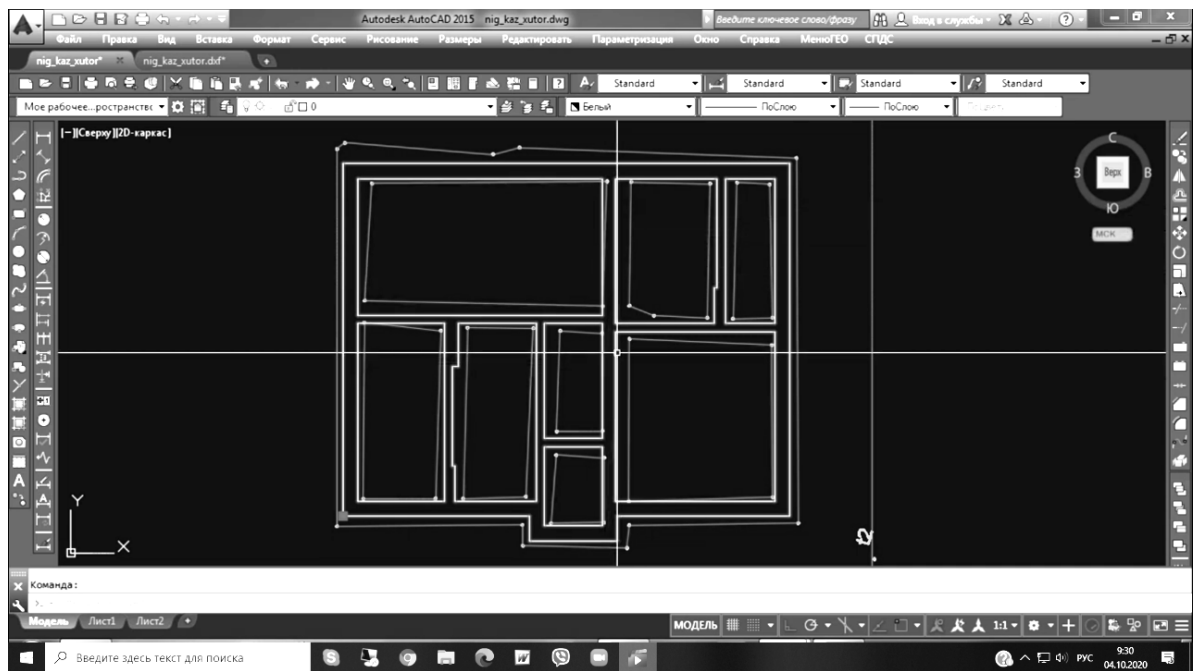 Autodesk AutoCAD 2015 nig_kaz_xutor.dwg
Введите ключевое слово/фразу
Вход в службы
Файл Правка Вид Вставка Формат Сервис Рисование Размеры Редактировать Параметризация Окно Справка МенюГЕО СПДС
nig_kaz_xutor* nig_kaz_xutor.dxf*
Standard Standard Standard Standard
Мое рабочее...ространстве 0 Белый ПоСлою ПоСлою
[−][Сверху][2D-каркас]
С
З Верх В
Ю
МСК
Y
X
Команда:
Модель Лист1 Лист2
МОДЕЛЬ 1:1
Введите здесь текст для поиска
РУС
9:30
04.10.2020